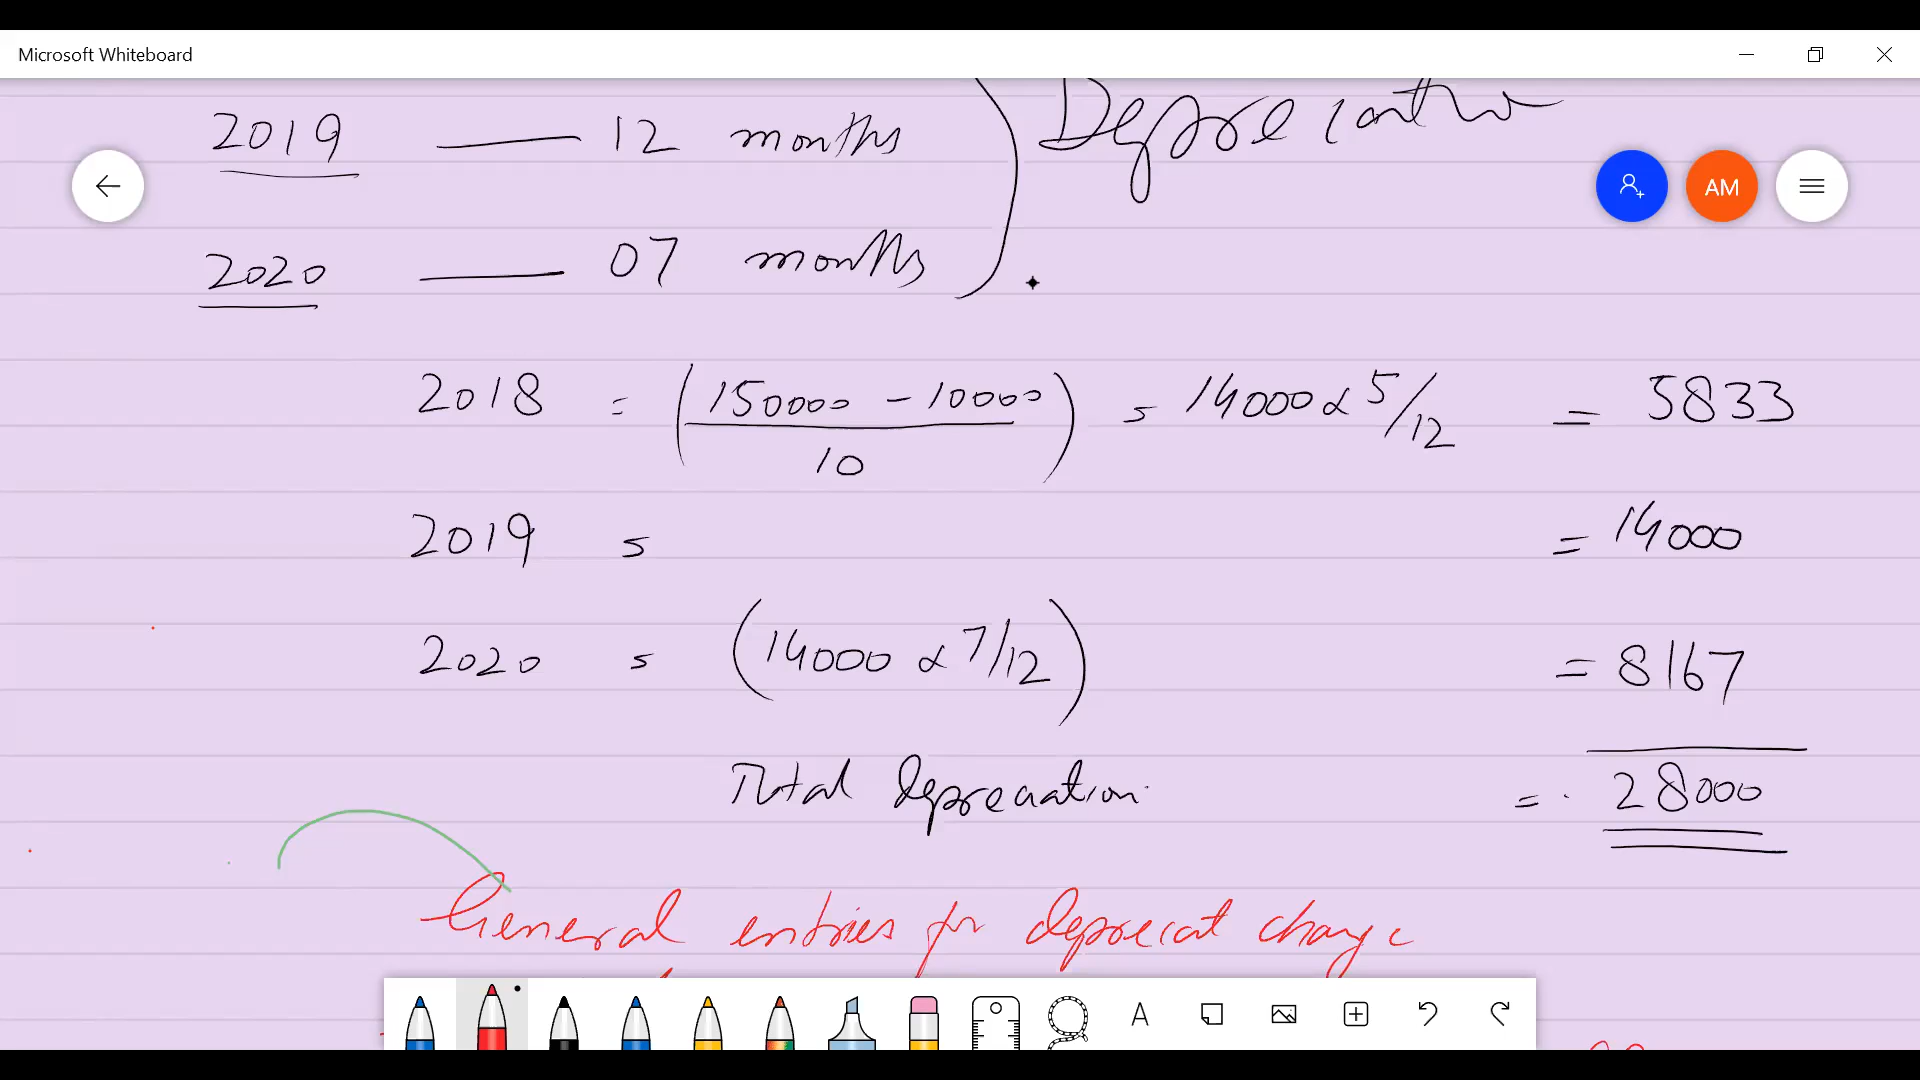 Microsoft Whiteboard
2019 — 12 months
Depreciation
AM
2020 — 07 months
2018 = (150000 - 10000 / 10) = 14000 x 5/12 = 5833
2019 = = 14000
2020 = (14000 x 7/12) = 8167
Total depreciation = 28000
General entries for depreciat charge
A